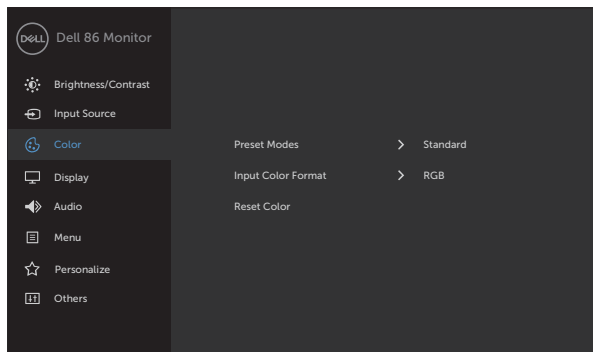 DELL Dell 86 Monitor
Brightness/Contrast
Input Source
Color
Preset Modes Standard
Input Color Format RGB
Reset Color
Display
Audio
Menu
Personalize
Others